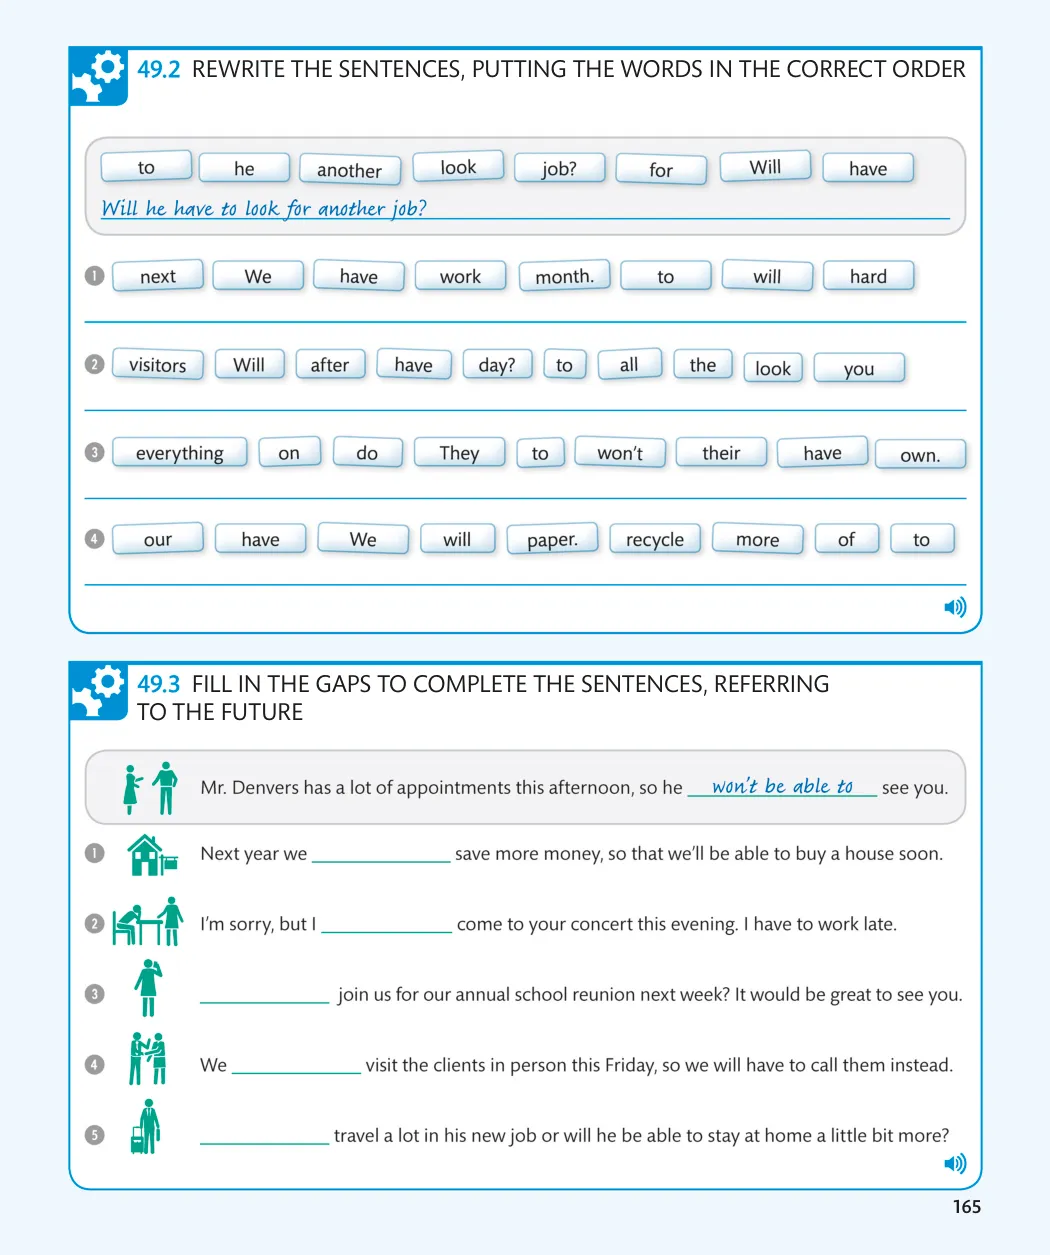 49.2 REWRITE THE SENTENCES, PUTTING THE WORDS IN THE CORRECT ORDER
to he another look job? for Will have
Will he have to look for another job?
1 next We have work month. to will hard
2 visitors Will after have day? to all the look you
3 everything on do They to won't their have own.
4 our have We will paper. recycle more of to
49.3 FILL IN THE GAPS TO COMPLETE THE SENTENCES, REFERRING
TO THE FUTURE
Mr. Denvers has a lot of appointments this afternoon, so he won't be able to see you.
1 Next year we save more money, so that we'll be able to buy a house soon.
2 I'm sorry, but I come to your concert this evening. I have to work late.
3 join us for our annual school reunion next week? It would be great to see you.
4 We visit the clients in person this Friday, so we will have to call them instead.
5 travel a lot in his new job or will he be able to stay at home a little bit more?
165